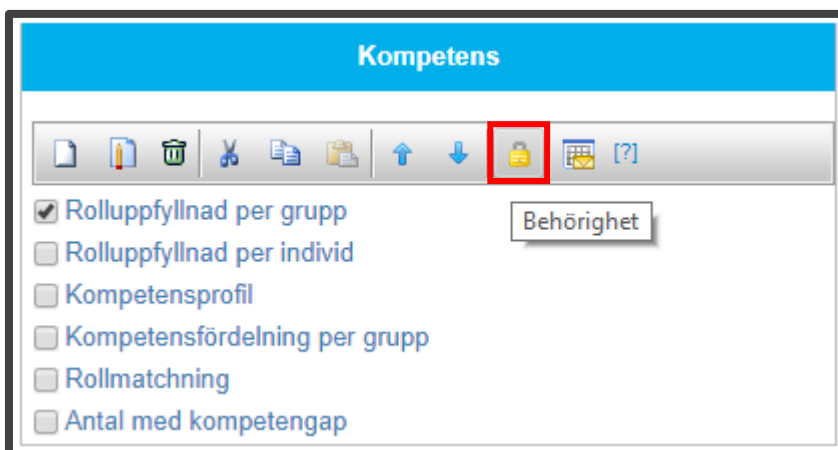 Kompetens
[?]
Rolluppfyllnad per grupp
Behörighet
Rolluppfyllnad per individ
Kompetensprofil
Kompetensfördelning per grupp
Rollmatchning
Antal med kompetengap